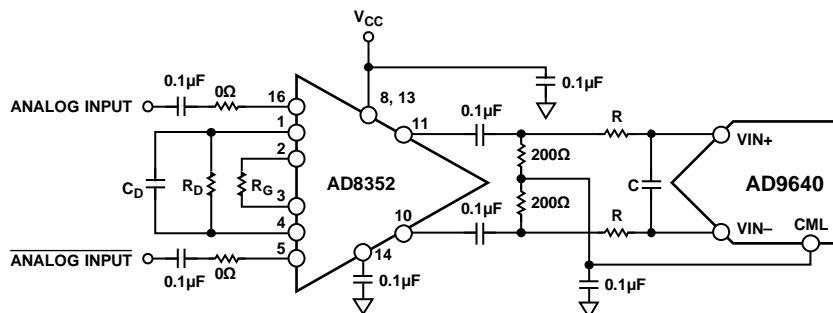 VCC
0.1µF
0Ω
16
ANALOG INPUT
8, 13
0.1µF
1
11
0.1µF
R
VIN+
2
CD
RD
RG
AD8352
200Ω
200Ω
C
AD9640
3
4
10
0.1µF
R
VIN–
CML
ANALOG INPUT
5
0.1µF
0Ω
14
0.1µF
0.1µF